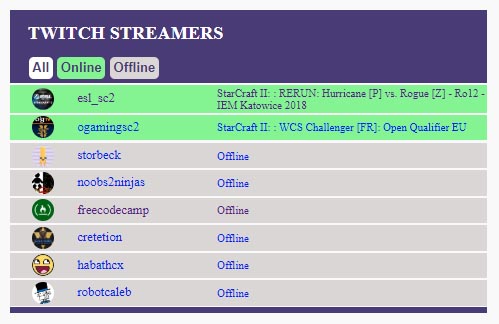 TWITCH STREAMERS
All Online Offline
esl_sc2 StarCraft II: : RERUN: Hurricane [P] vs. Rogue [Z] - Ro12 -
IEM Katowice 2018
ogamingsc2 StarCraft II: : WCS Challenger [FR]: Open Qualifier EU
storbeck Offline
noobs2ninjas Offline
freecodecamp Offline
cretetion Offline
habathcx Offline
robotcaleb Offline